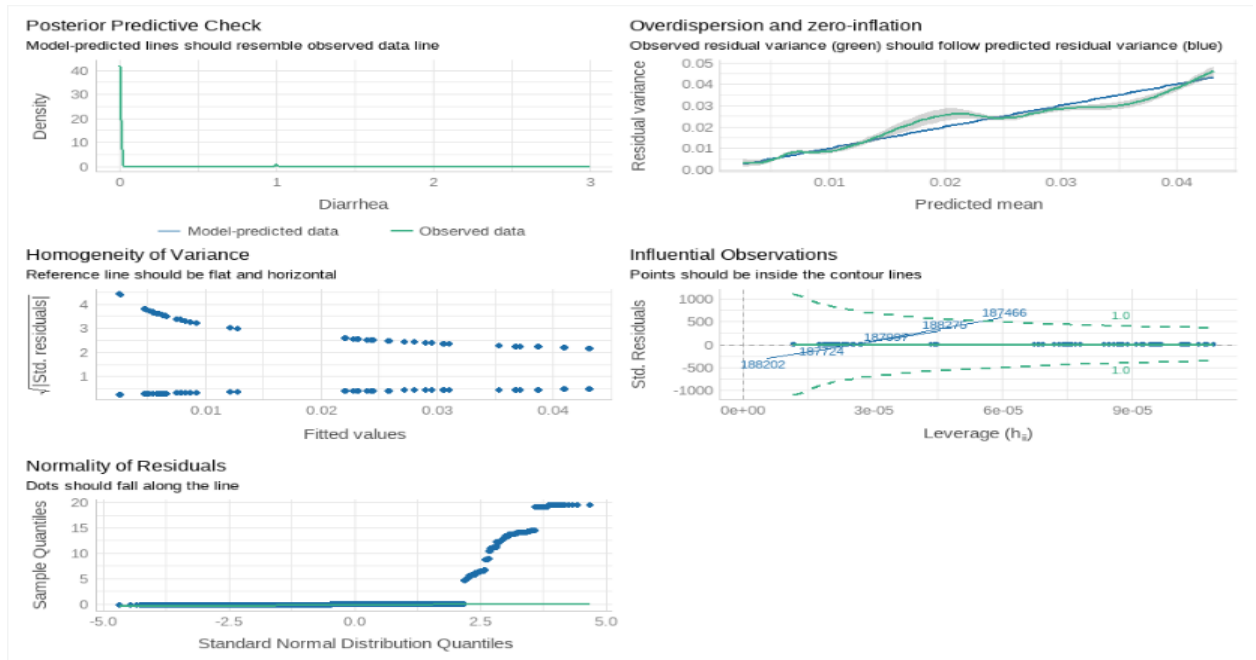 Posterior Predictive Check
Model-predicted lines should resemble observed data line
Density
40
30
20
10
0
0 1 2 3
Diarrhea
Model-predicted data Observed data
Overdispersion and zero-inflation
Observed residual variance (green) should follow predicted residual variance (blue)
Residual variance
0.05
0.04
0.03
0.02
0.01
0.00
0.01 0.02 0.03 0.04
Predicted mean
Homogeneity of Variance
Reference line should be flat and horizontal
√|Std. residuals|
4
3
2
1
0.01 0.02 0.03 0.04
Fitted values
Influential Observations
Points should be inside the contour lines
Std. Residuals
1000
500
0
-500
-1000
187466
1.0
188275
187997
187724
188202
1.0
0e+00 3e-05 6e-05 9e-05
Leverage (hᵢᵢ)
Normality of Residuals
Dots should fall along the line
Sample Quantiles
20
15
10
5
0
-5.0 -2.5 0.0 2.5 5.0
Standard Normal Distribution Quantiles